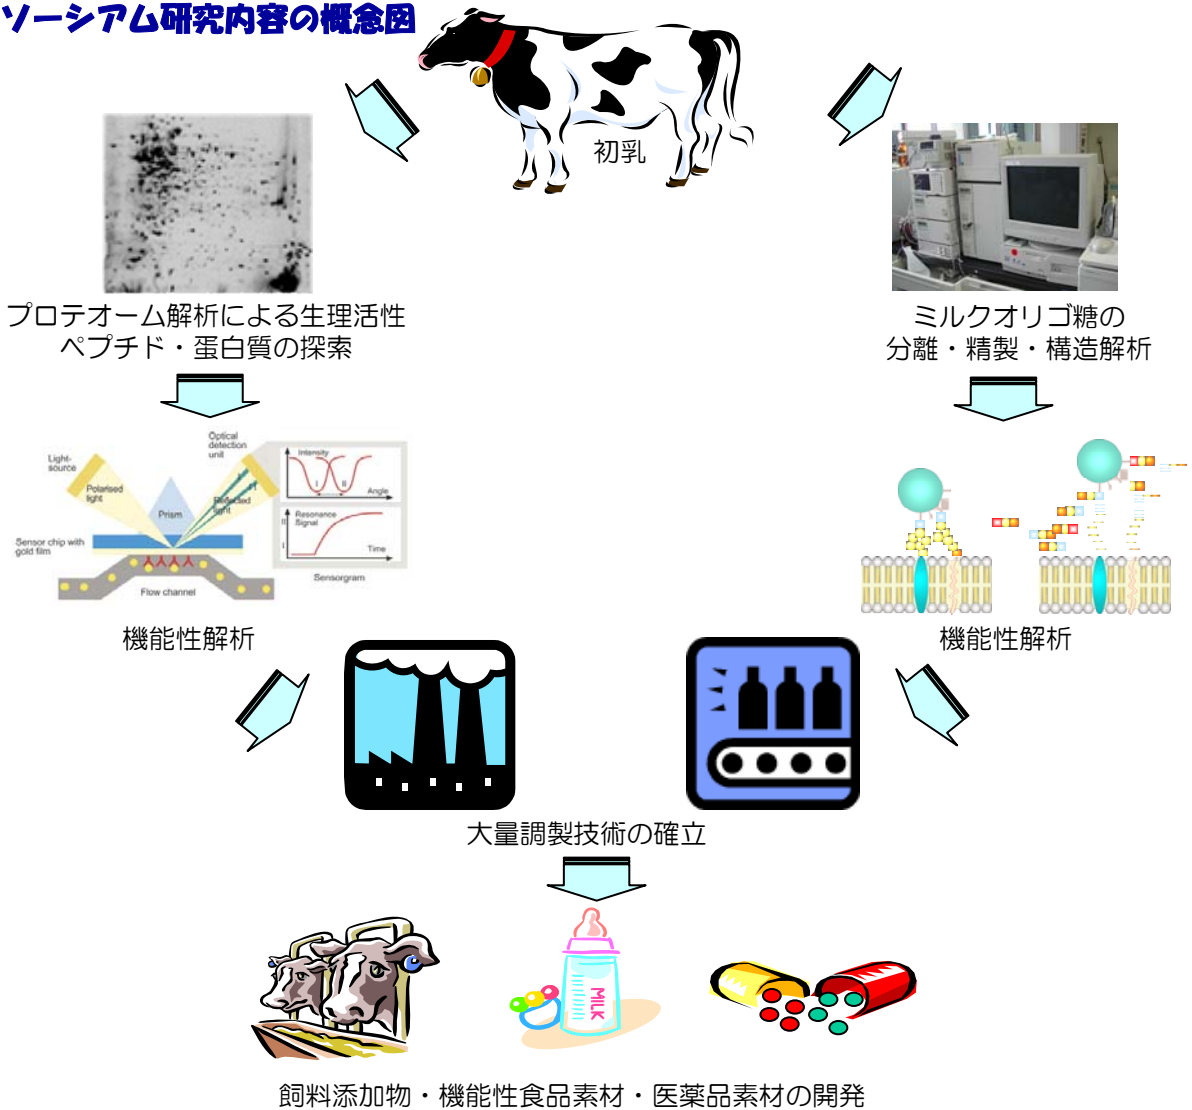 ソーシアム研究内容の概念図
初乳
プロテオーム解析による生理活性
ペプチド・蛋白質の探索
ミルクオリゴ糖の
分離・精製・構造解析
Light-
source
Polarised
light
Prism
Optical
detection
unit
Reflected
light
Sensor chip with
gold film
Flow channel
Intensity
I
II
Angle
Resonance
Signal
II
I
Time
Sensorgram
機能性解析
機能性解析
大量調製技術の確立
MILK
飼料添加物・機能性食品素材・医薬品素材の開発